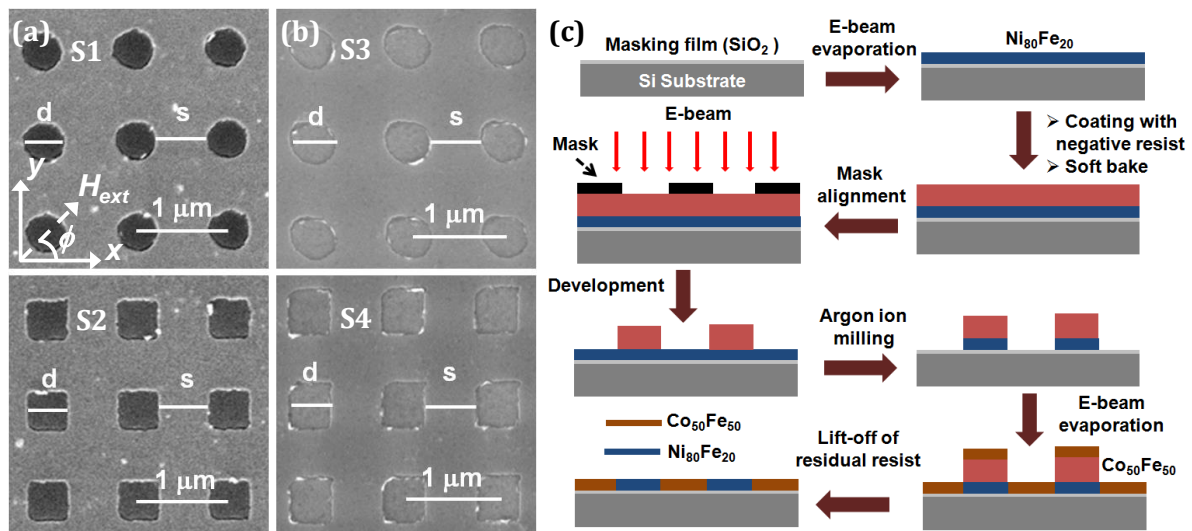 (a)
S1
d
s
y
H_ext
ϕ
x
1 μm
(b)
S3
d
s
1 μm
S2
d
s
1 μm
S4
d
s
1 μm
(c)
Masking film (SiO₂ )
Si Substrate
E-beam
evaporation
Ni₈₀Fe₂₀
➢ Coating with
negative resist
➢ Soft bake
E-beam
Mask
Mask
alignment
Development
Argon ion
milling
E-beam
evaporation
Co₅₀Fe₅₀
Ni₈₀Fe₂₀
Lift-off of
residual resist
Co₅₀Fe₅₀